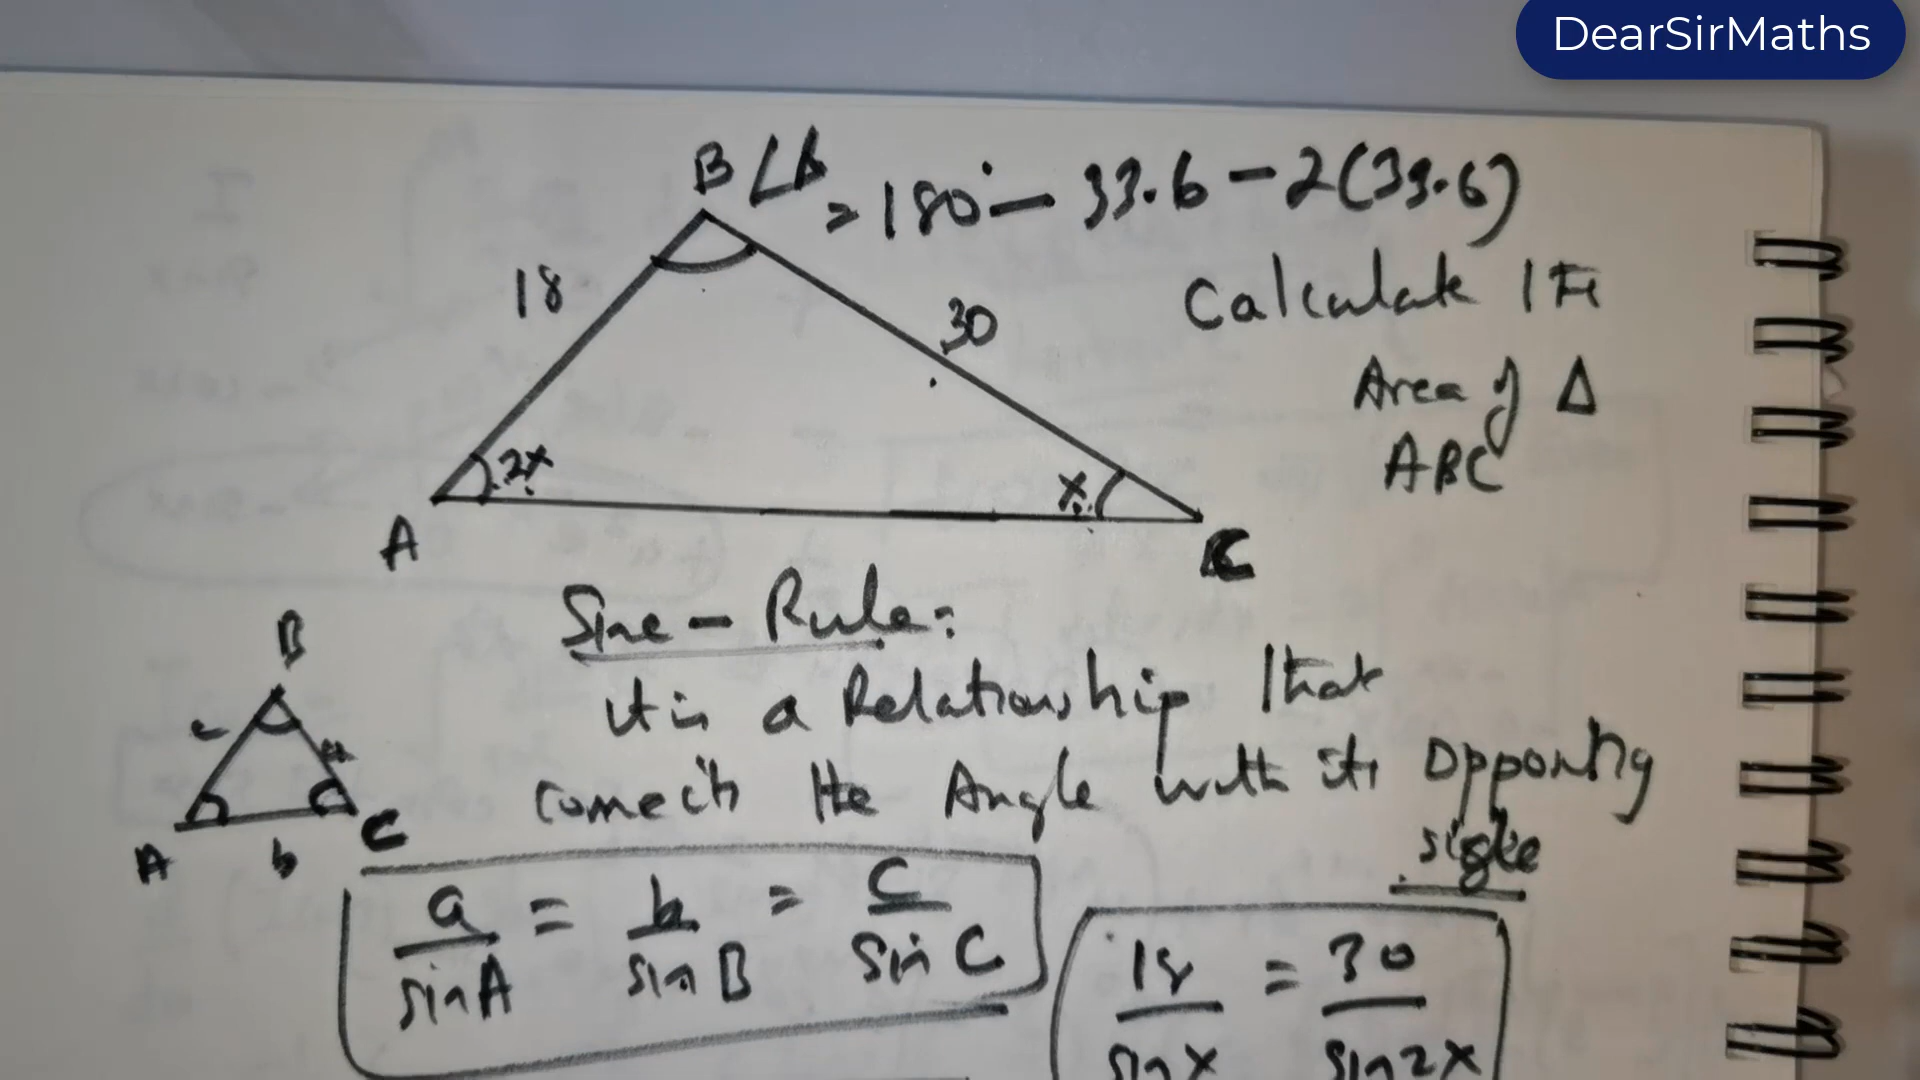 DearSirMaths
B ∠B = 180° - 33.6 - 2(33.6)
18
30
Calculate the
Area of Δ
ABC
2x
x
A
C
Sine - Rule:
it is a Relationship that
connects the Angle with its opposing
side
B
c
a
A
b
C
a/sinA = b/sinB = c/sinC
18/sinx = 30/sin2x